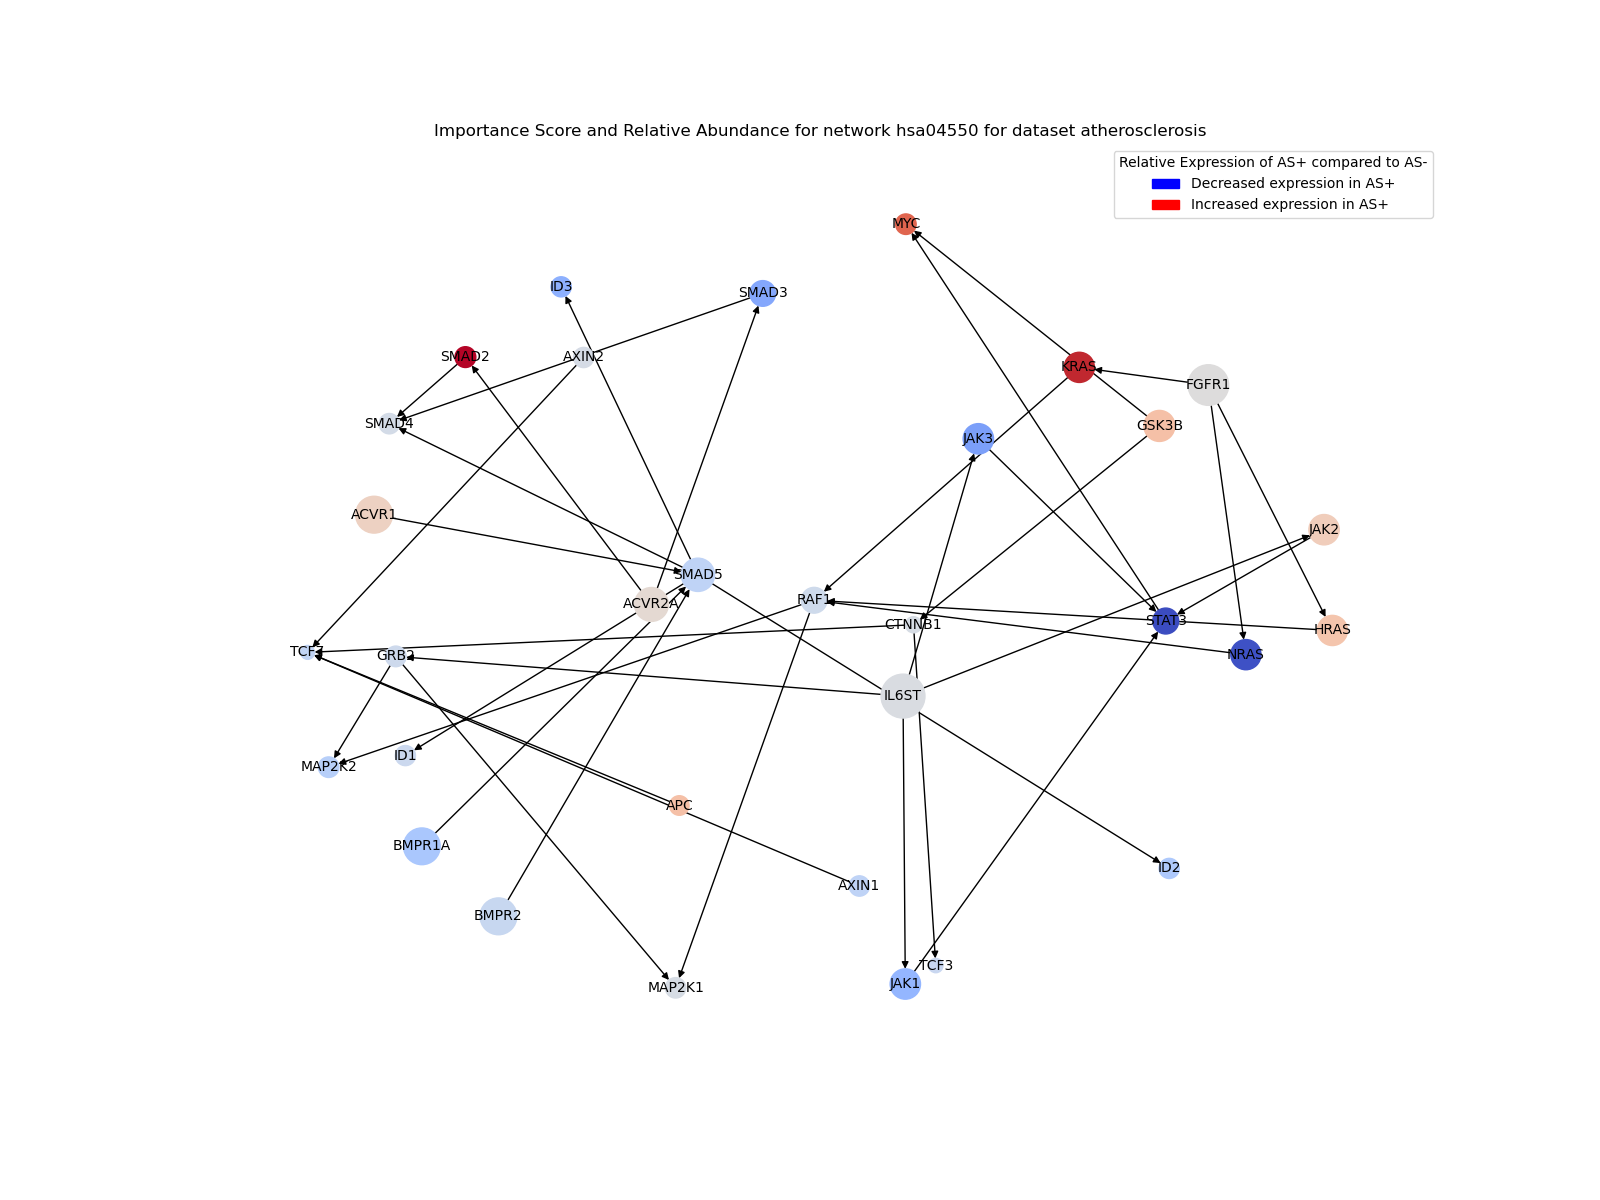 Importance Score and Relative Abundance for network hsa04550 for dataset atherosclerosis
Relative Expression of AS+ compared to AS-
Decreased expression in AS+
Increased expression in AS+
MYC
ID3
SMAD3
SMAD2
AXIN2
KRAS
FGFR1
SMAD4
GSK3B
JAK3
ACVR1
JAK2
SMAD5
RAF1
ACVR2A
CTNNB1
STAT3
HRAS
TCF7
GRB2
NRAS
IL6ST
ID1
MAP2K2
APC
BMPR1A
ID2
AXIN1
BMPR2
TCF3
MAP2K1
JAK1